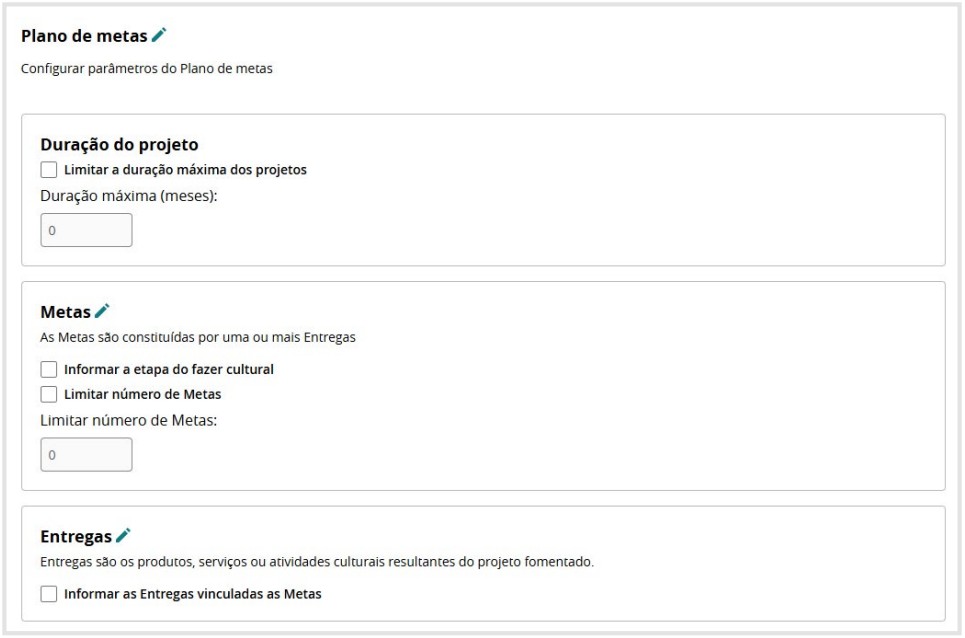 Plano de metas
Configurar parâmetros do Plano de metas
Duração do projeto
Limitar a duração máxima dos projetos
Duração máxima (meses):
0
Metas
As Metas são constituídas por uma ou mais Entregas
Informar a etapa do fazer cultural
Limitar número de Metas
Limitar número de Metas:
0
Entregas
Entregas são os produtos, serviços ou atividades culturais resultantes do projeto fomentado.
Informar as Entregas vinculadas as Metas